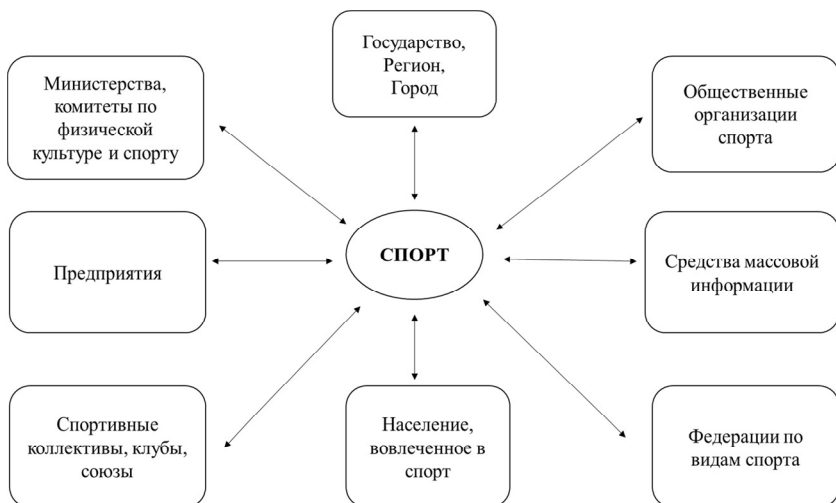 Государство,
Регион,
Город
Министерства,
комитеты по
физической
культуре и спорту
Общественные
организации
спорта
Предприятия
СПОРТ
Средства массовой
информации
Спортивные
коллективы, клубы,
союзы
Население,
вовлеченное в
спорт
Федерации по
видам спорта